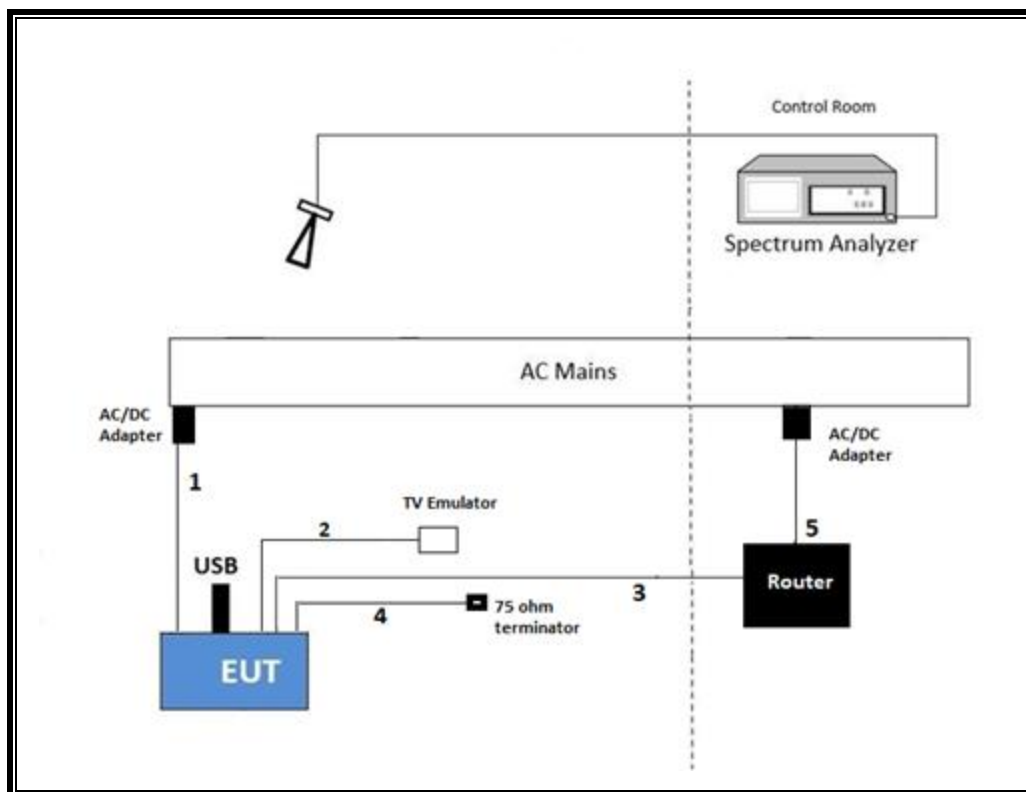 Control Room
Spectrum Analyzer
AC Mains
AC/DC
Adapter
AC/DC
Adapter
1
TV Emulator
2
5
USB
Router
3
4
75 ohm
terminator
EUT